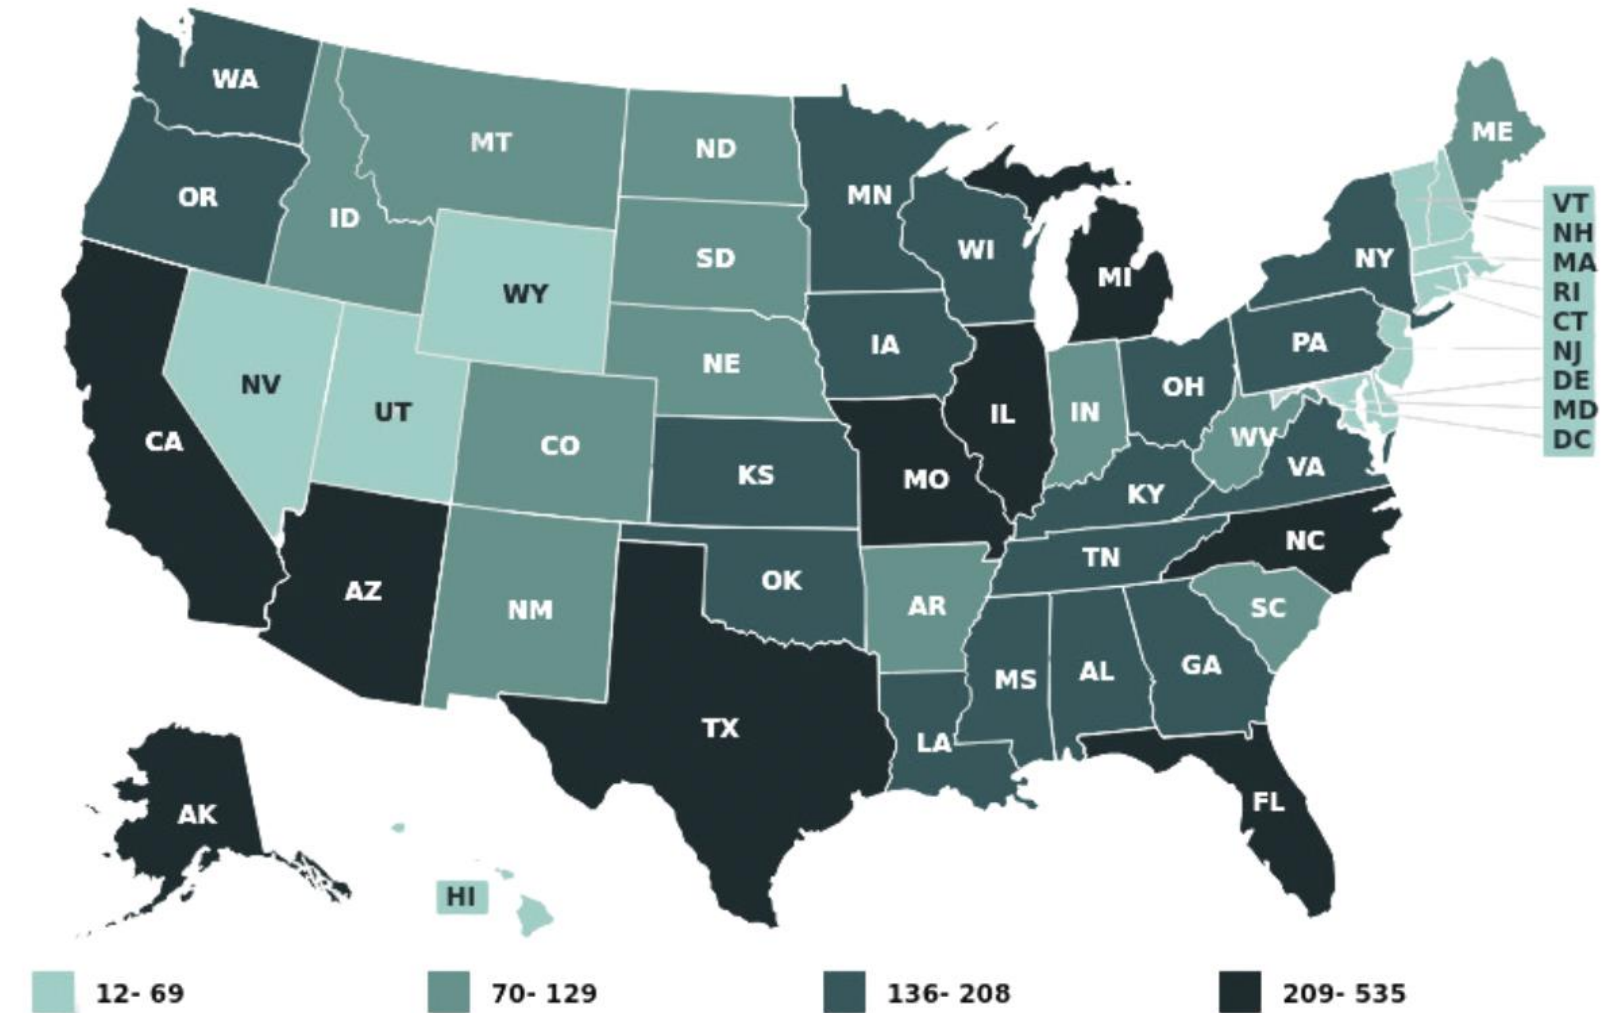 WA
MT
ND
ME
MN
OR
VT
ID
NH
WI
SD
NY
MA
MI
WY
RI
CT
PA
IA
NJ
NE
DE
NV
OH
UT
MD
IL
IN
CA
WV
DC
CO
VA
KS
MO
KY
NC
TN
OK
AZ
AR
SC
NM
GA
AL
MS
TX
LA
FL
AK
HI
12- 69
70- 129
136- 208
209- 535